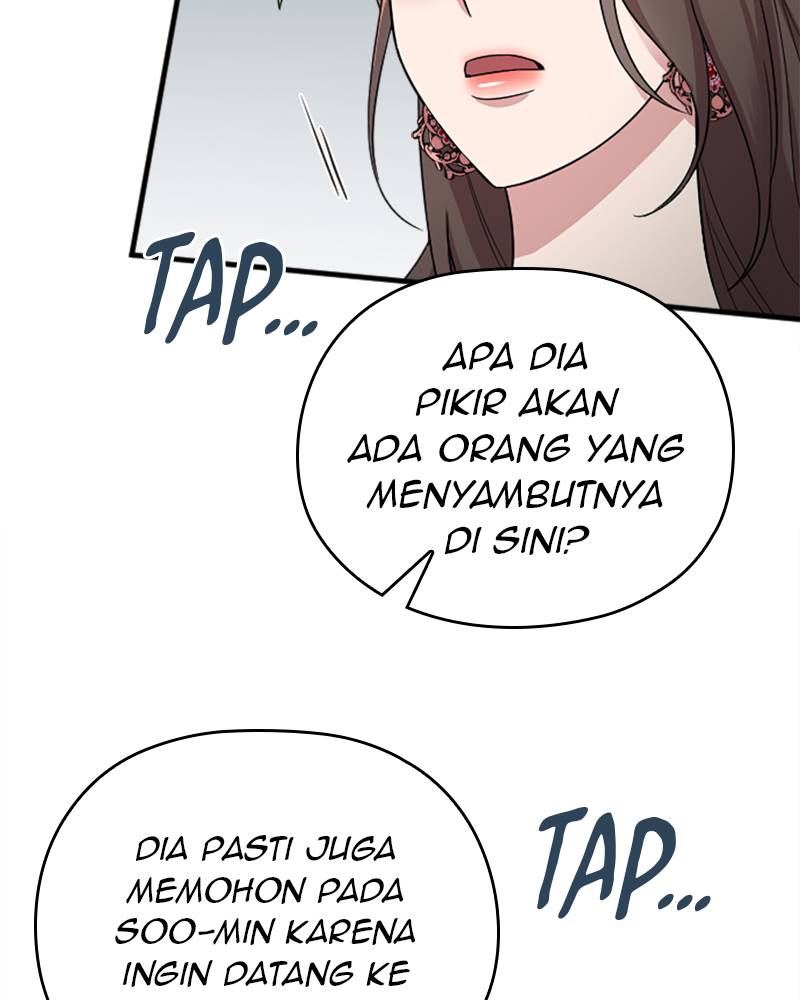 TAP...
APA DIA
PIKIR AKAN
ADA ORANG YANG
MENYAMBUTNYA
DI SINI?
TAP...
DIA PASTI JUGA
MEMOHON PADA
SOO-MIN KARENA
INGIN DATANG KE